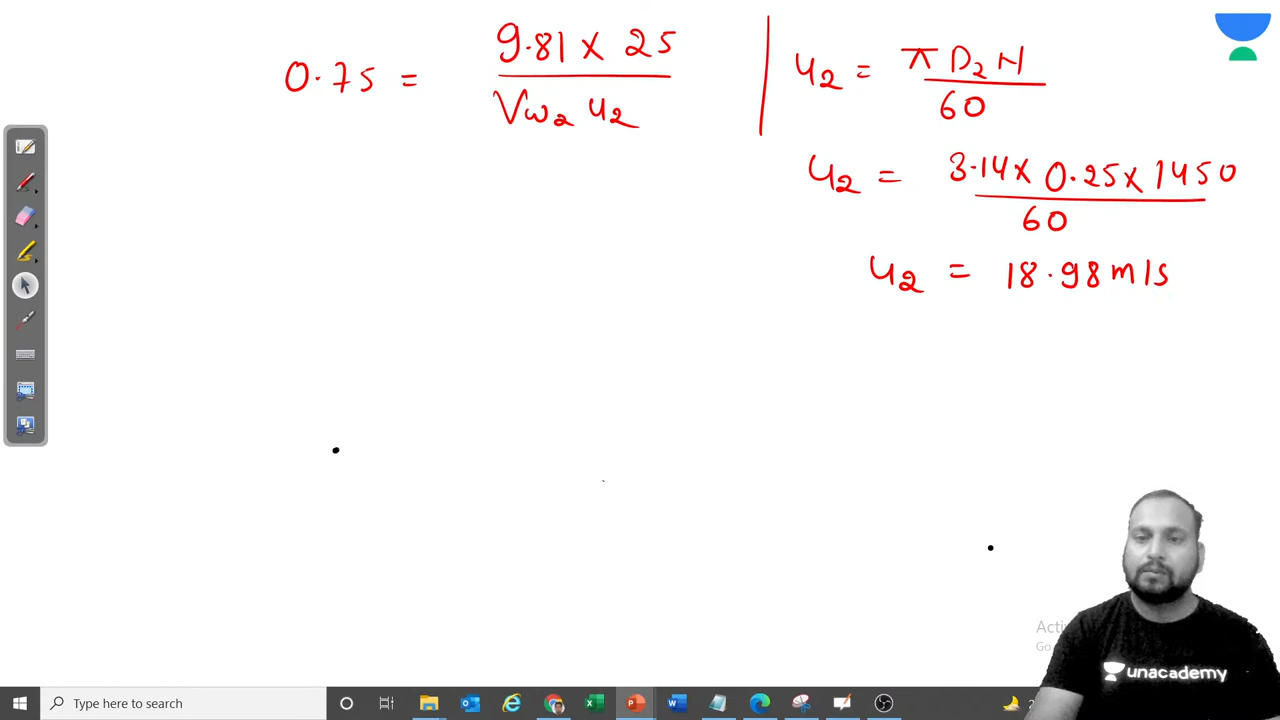 0.75 = 9.81 x 25 / Vw2 u2
u2 = π D2 N / 60
u2 = 3.14 x 0.25 x 1450 / 60
u2 = 18.98 m/s
unacademy
Type here to search